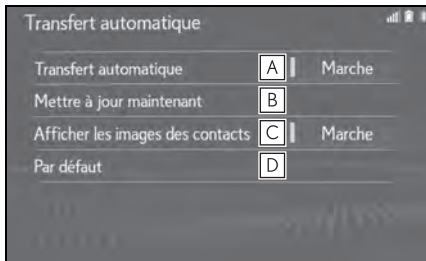 Transfert automatique
Transfert automatique A Marche
Mettre à jour maintenant B
Afficher les images des contacts C Marche
Par défaut D